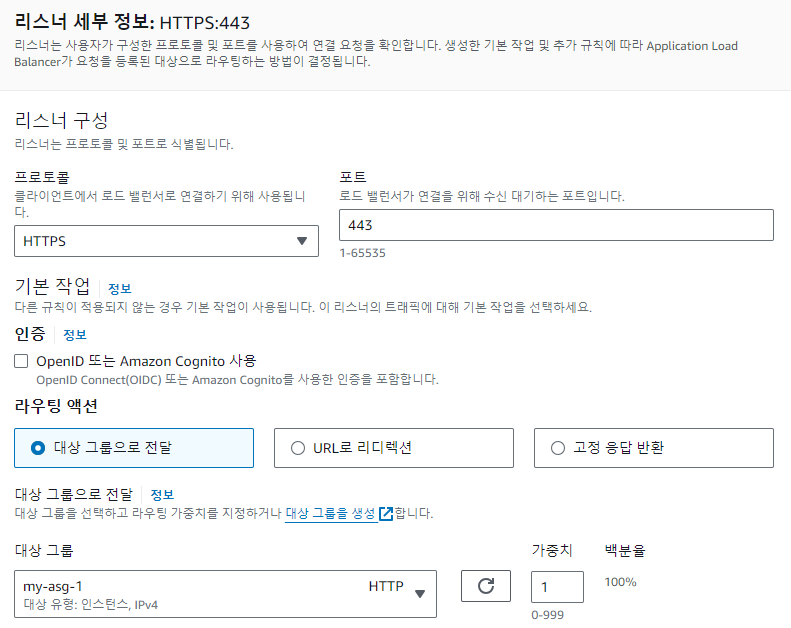 리스너 세부 정보: HTTPS:443
리스너는 사용자가 구성한 프로토콜 및 포트를 사용하여 연결 요청을 확인합니다. 생성한 기본 작업 및 추가 규칙에 따라 Application Load
Balancer가 요청을 등록된 대상으로 라우팅하는 방법이 결정됩니다.
리스너 구성
리스너는 프로토콜 및 포트로 식별됩니다.
프로토콜
클라이언트에서 로드 밸런서로 연결하기 위해 사용됩니
다.
HTTPS
포트
로드 밸런서가 연결을 위해 수신 대기하는 포트입니다.
443
1-65535
기본 작업 정보
다른 규칙이 적용되지 않는 경우 기본 작업이 사용됩니다. 이 리스너의 트래픽에 대해 기본 작업을 선택하세요.
인증 정보
OpenID 또는 Amazon Cognito 사용
OpenID Connect(OIDC) 또는 Amazon Cognito를 사용한 인증을 포함합니다.
라우팅 액션
대상 그룹으로 전달
URL로 리디렉션
고정 응답 반환
대상 그룹으로 전달 정보
대상 그룹을 선택하고 라우팅 가중치를 지정하거나 대상 그룹을 생성 합니다.
대상 그룹
my-asg-1 HTTP
대상 유형: 인스턴스, IPv4
가중치
1
0-999
백분율
100%